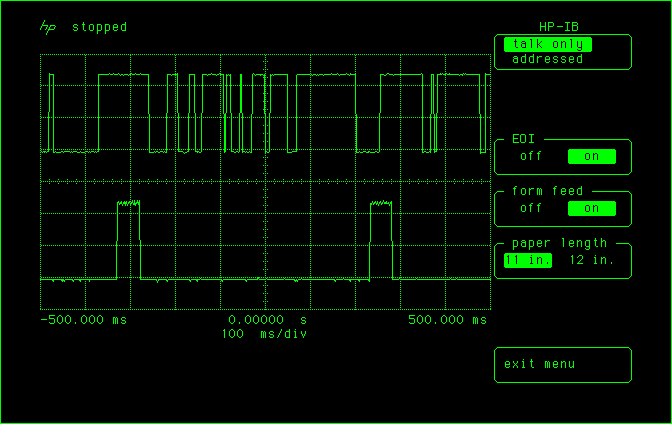 hp stopped
HP-IB
talk only
addressed
EOI
off on
form feed
off on
paper length
11 in. 12 in.
-500.000 ms 0.00000 s 500.000 ms
100 ms/div
exit menu